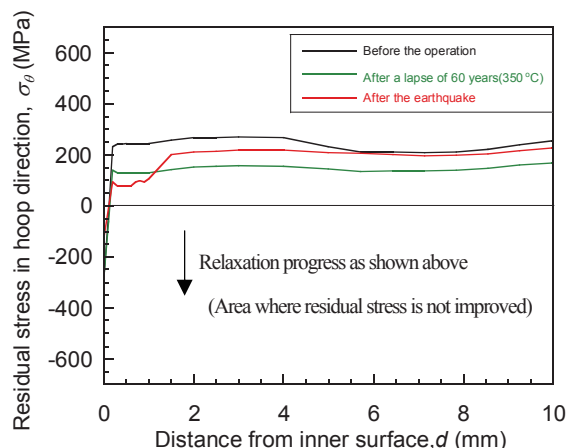 Residual stress in hoop direction, σθ (MPa)
600
400
200
0
-200
-400
-600
Before the operation
After a lapse of 60 years(350°C)
After the earthquake
Relaxation progress as shown above
(Area where residual stress is not improved)
0 2 4 6 8 10
Distance from inner surface,d (mm)